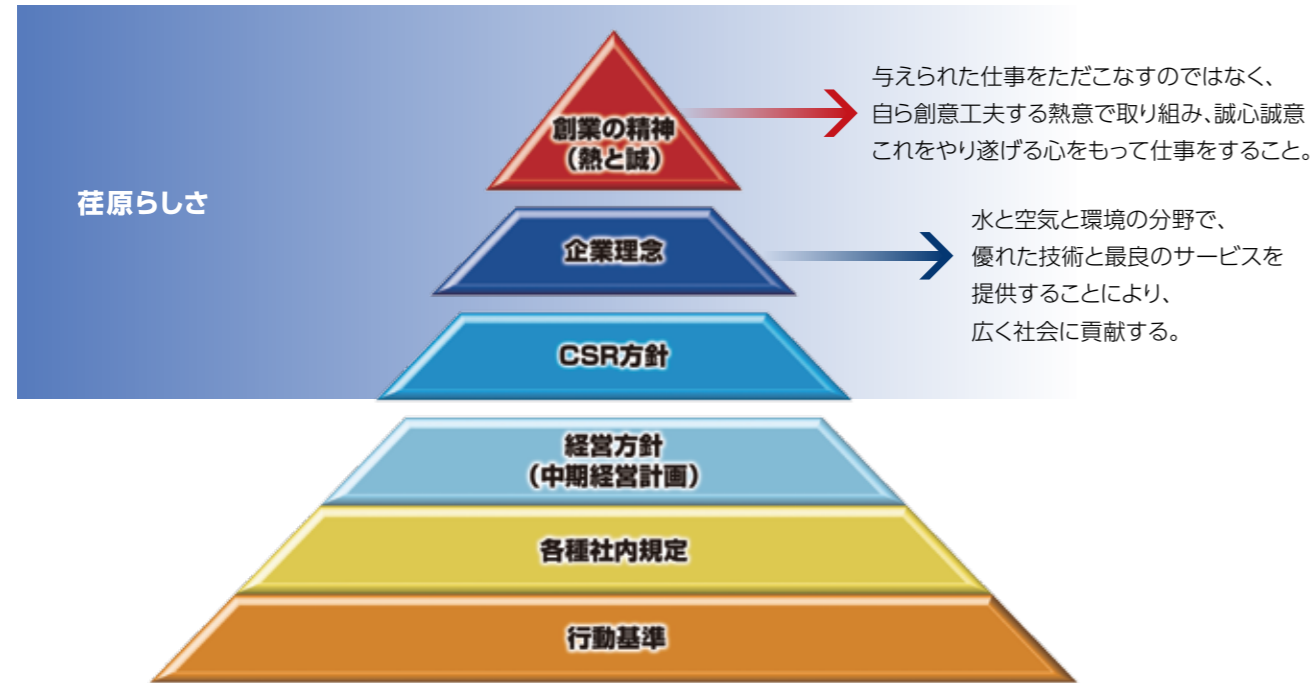 創業の精神
（熱と誠）
与えられた仕事をただこなすのではなく、
自ら創意工夫する熱意で取り組み、誠心誠意
これをやり遂げる心をもって仕事をすること。
荏原らしさ
企業理念
水と空気と環境の分野で、
優れた技術と最良のサービスを
提供することにより、
広く社会に貢献する。
CSR方針
経営方針
（中期経営計画）
各種社内規定
行動基準